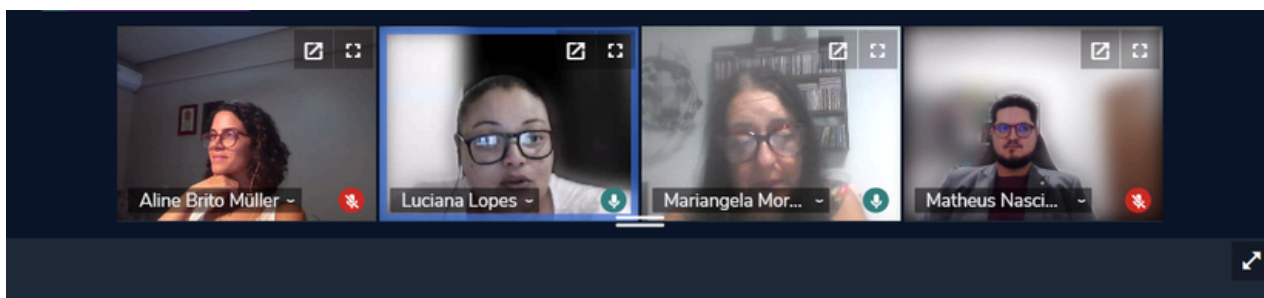 Aline Brito Müller
Luciana Lopes
Mariangela Mor...
Matheus Nasci...